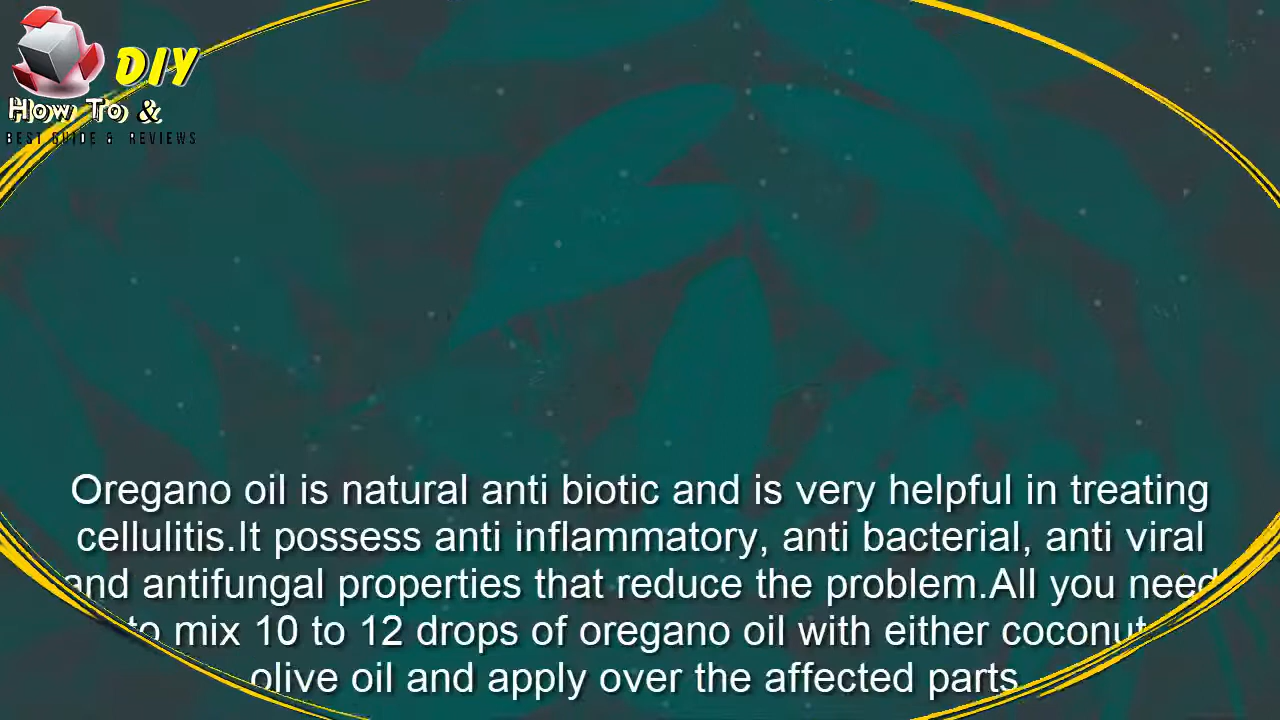 DIY
How To &
BEST GUIDE & REVIEWS
Oregano oil is natural anti biotic and is very helpful in treating
cellulitis.It possess anti inflammatory, anti bacterial, anti viral
and antifungal properties that reduce the problem.All you need
to mix 10 to 12 drops of oregano oil with either coconut
olive oil and apply over the affected parts